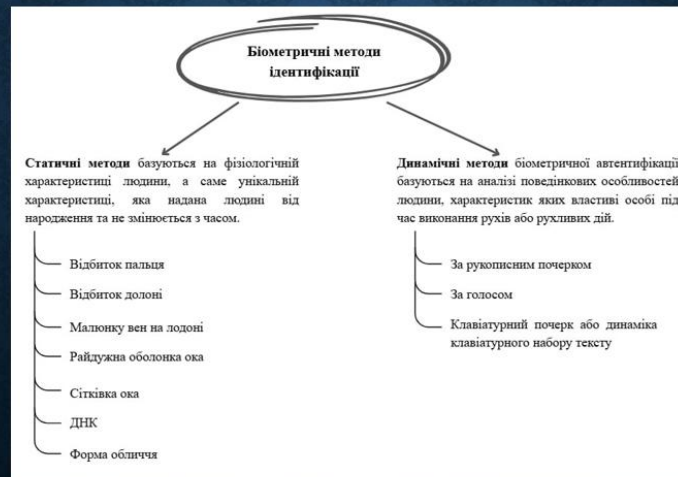 Біометричні методи
ідентифікації
Статичні методи базуються на фізіологічній
характеристиці людини, а саме унікальній
характеристиці, яка надана людині від
народження та не змінюється з часом.
Відбиток пальця
Відбиток долоні
Малюнку вен на лодоні
Райдужна оболонка ока
Сітківка ока
ДНК
Форма обличчя
Динамічні методи біометричної автентифікації
базуються на аналізі поведінкових особливостей
людини, характеристик яких властиві особі під
час виконання рухів або рухливих дій.
За рукописним почерком
За голосом
Клавіатурний почерк або динаміка
клавіатурного набору тексту